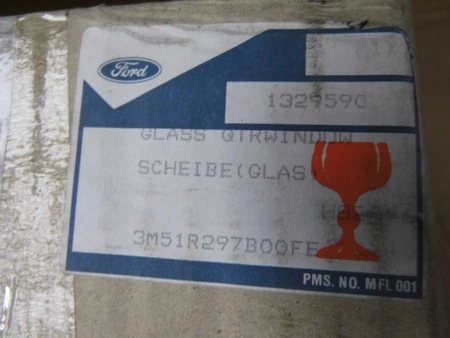 Ford
1329590
GLASS QTRWINDOW
SCHEIBE(GLAS
3M51R297B00FE
PMS. NO. MFL 001